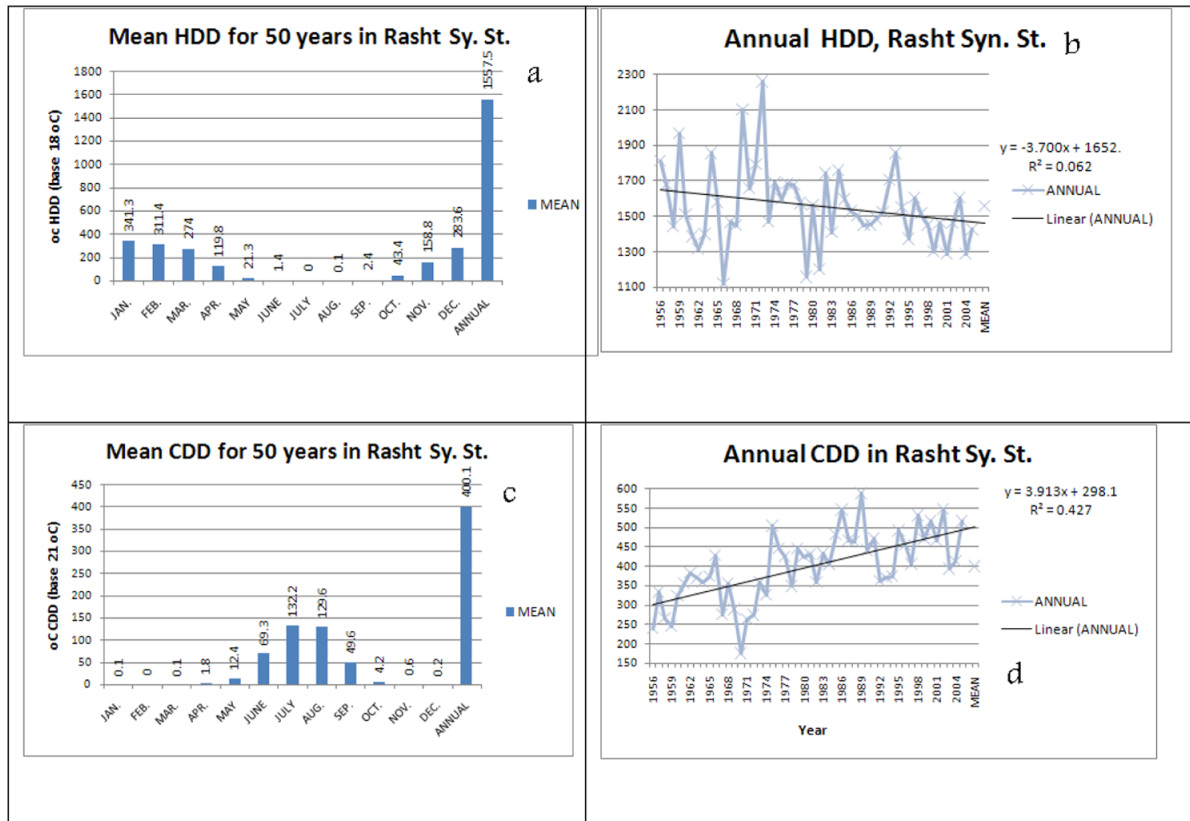 Mean HDD for 50 years in Rasht Sy. St.
a
oc HDD (base 18 oC)
1800
1600
1400
1200
1000
800
600
400
200
0
341.3
311.4
274
119.8
21.3
1.4
0
0.1
2.4
43.4
158.8
283.6
1557.5
JAN.
FEB.
MAR.
APR.
MAY
JUNE
JULY
AUG.
SEP.
OCT.
NOV.
DEC.
ANNUAL
MEAN
Annual HDD, Rasht Syn. St.
b
2300
2100
1900
1700
1500
1300
1100
1956
1959
1962
1965
1968
1971
1974
1977
1980
1983
1986
1989
1992
1995
1998
2001
2004
MEAN
y = -3.700x + 1652.
R² = 0.062
ANNUAL
Linear (ANNUAL)
Mean CDD for 50 years in Rasht Sy. St.
c
oC CDD (base 21 oC)
450
400
350
300
250
200
150
100
50
0
0.1
0
0.1
1.8
12.4
69.3
132.2
129.6
49.6
4.2
0.6
0.2
400.1
JAN.
FEB.
MAR.
APR.
MAY
JUNE
JULY
AUG.
SEP.
OCT.
NOV.
DEC.
ANNUAL
MEAN
Annual CDD in Rasht Sy. St.
600
550
500
450
400
350
300
250
200
150
1956
1959
1962
1965
1968
1971
1974
1977
1980
1983
1986
1989
1992
1995
1998
2001
2004
MEAN
Year
y = 3.913x + 298.1
R² = 0.427
ANNUAL
Linear (ANNUAL)
d